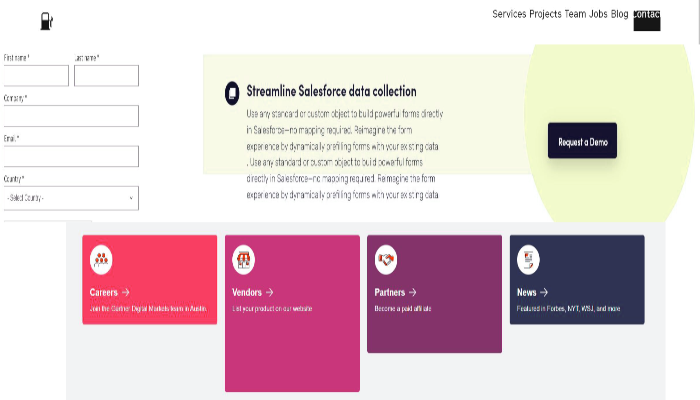 Services Projects Team Jobs Blog Contac
First name *
Last name *
Company *
Email *
Country *
- Select Country -
Streamline Salesforce data collection
Use any standard or custom object to build powerful forms directly
in Salesforce—no mapping required. Reimagine the form
experience by dynamically prefilling forms with your existing data
. Use any standard or custom object to build powerful forms
directly in Salesforce—no mapping required. Reimagine the form
experience by dynamically prefilling forms with your existing data.
Request a Demo
Careers →
Join the Gartner Digital Markets team in Austin
Vendors →
List your product on our website
Partners →
Become a paid affiliate
News →
Featured in Forbes, NYT, WSJ, and more